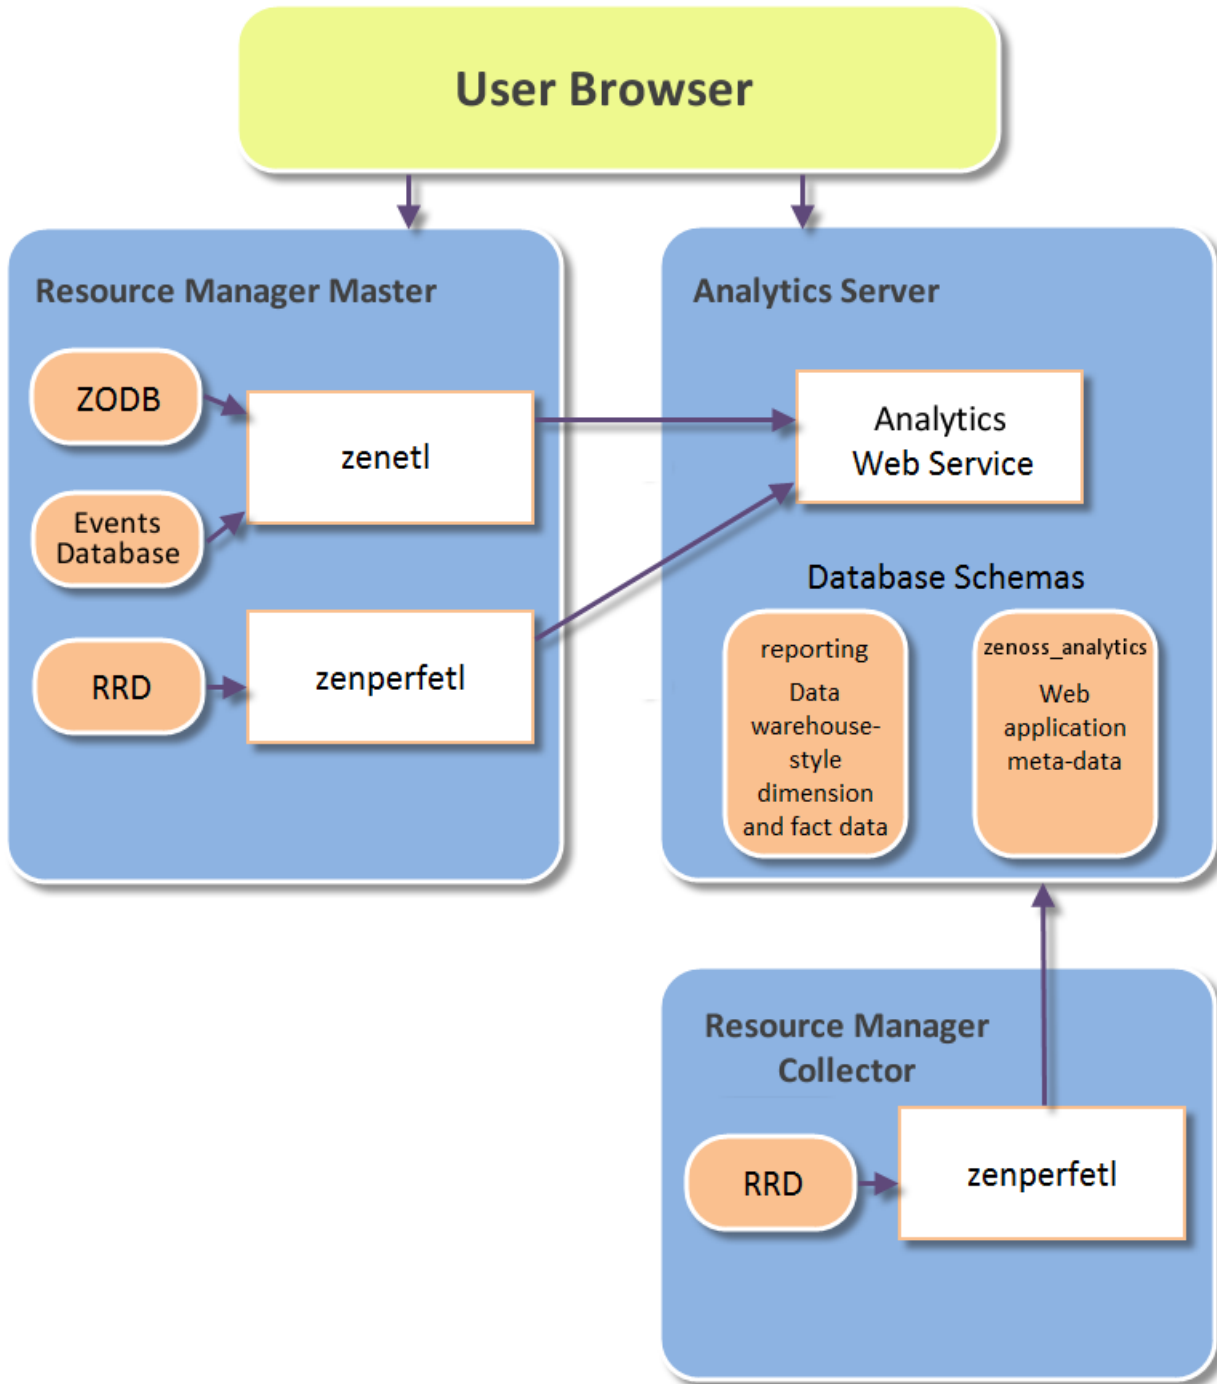 User Browser
Resource Manager Master
ZODB
zenetl
Events
Database
RRD
zenperfetl
Analytics Server
Analytics
Web Service
Database Schemas
reporting
Data
warehouse-
style
dimension
and fact data
zenoss_analytics
Web
application
meta-data
Resource Manager
Collector
RRD
zenperfetl